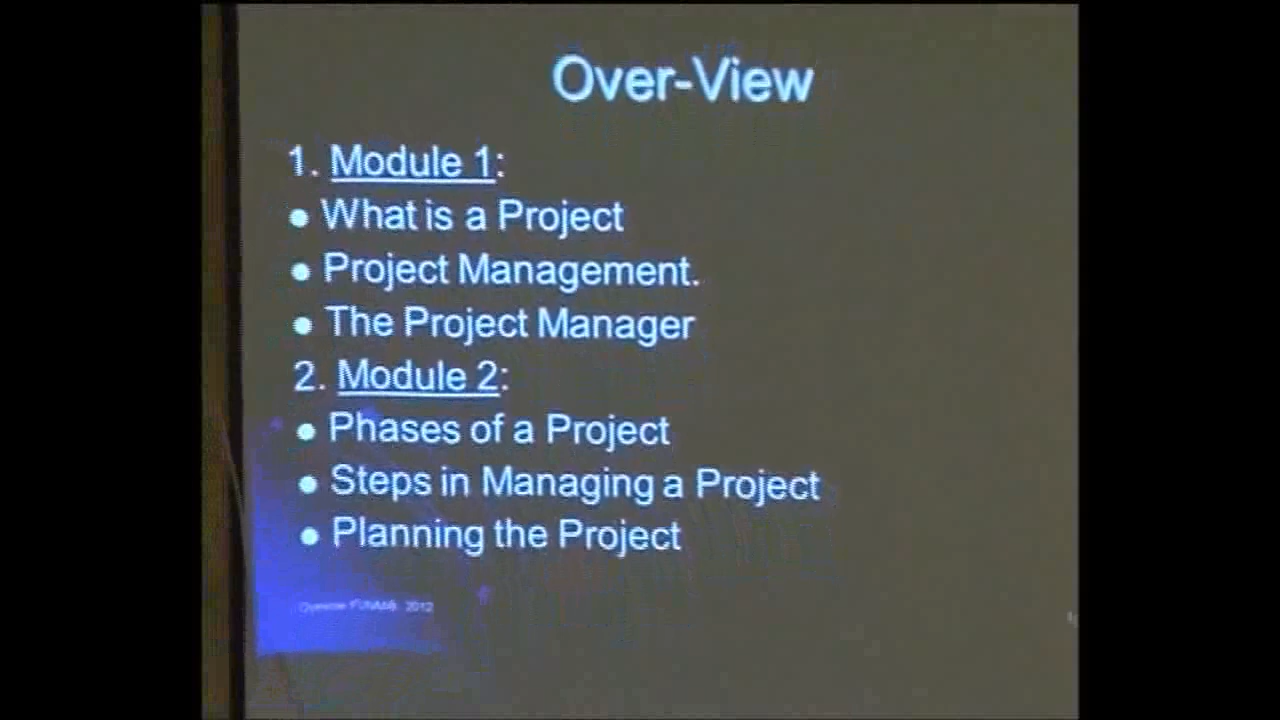 Over-View
1. Module 1:
● What is a Project
● Project Management.
● The Project Manager
2. Module 2:
● Phases of a Project
● Steps in Managing a Project
● Planning the Project
2012